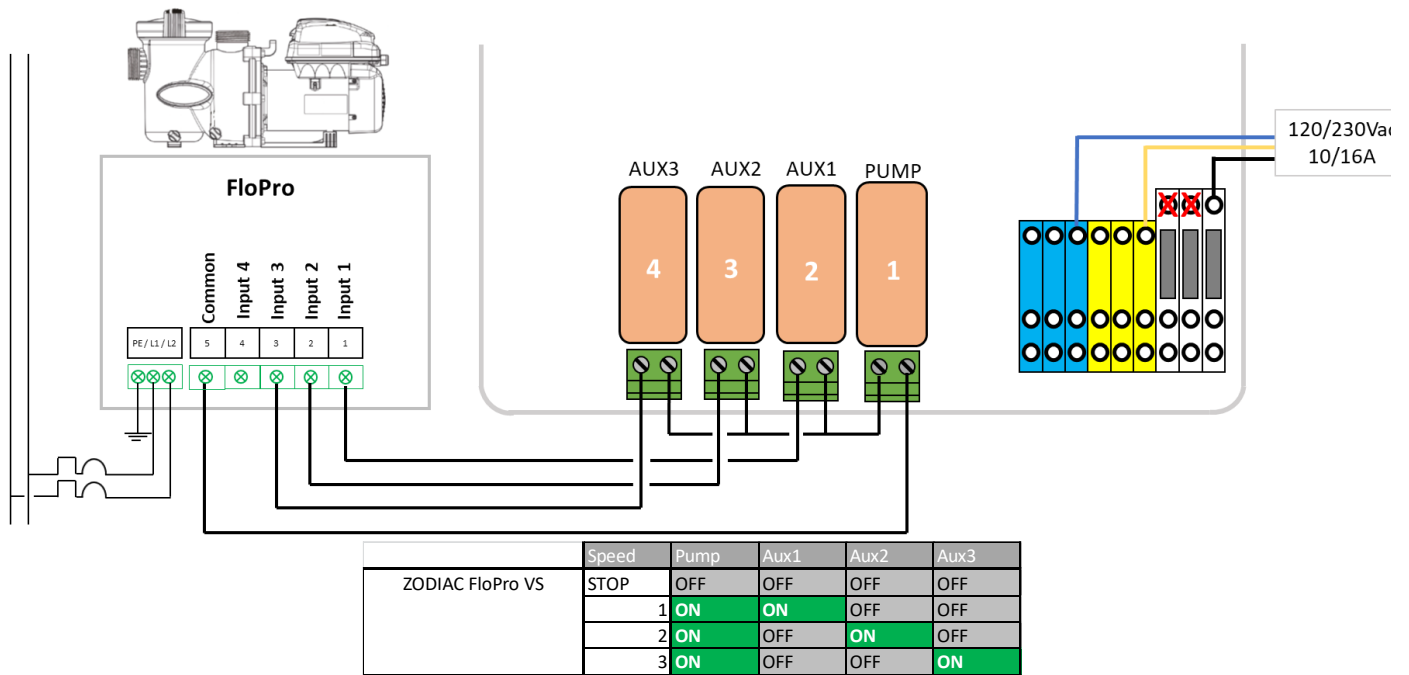 120/230Vac
10/16A
AUX3 AUX2 AUX1 PUMP
FloPro
4 3 2 1
Common Input 4 Input 3 Input 2 Input 1
PE / L1 / L2 5 4 3 2 1
Speed Pump Aux1 Aux2 Aux3
ZODIAC FloPro VS STOP OFF OFF OFF OFF
1 ON ON OFF OFF
2 ON OFF ON OFF
3 ON OFF OFF ON